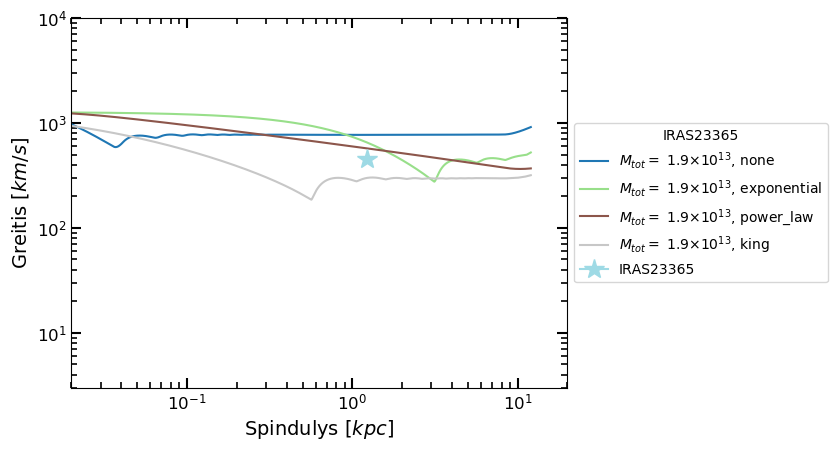 10⁴
10³
10²
10¹
Greitis [km/s]
10⁻¹
10⁰
10¹
Spindulys [kpc]
IRAS23365
M_tot = 1.9×10¹³, none
M_tot = 1.9×10¹³, exponential
M_tot = 1.9×10¹³, power_law
M_tot = 1.9×10¹³, king
IRAS23365